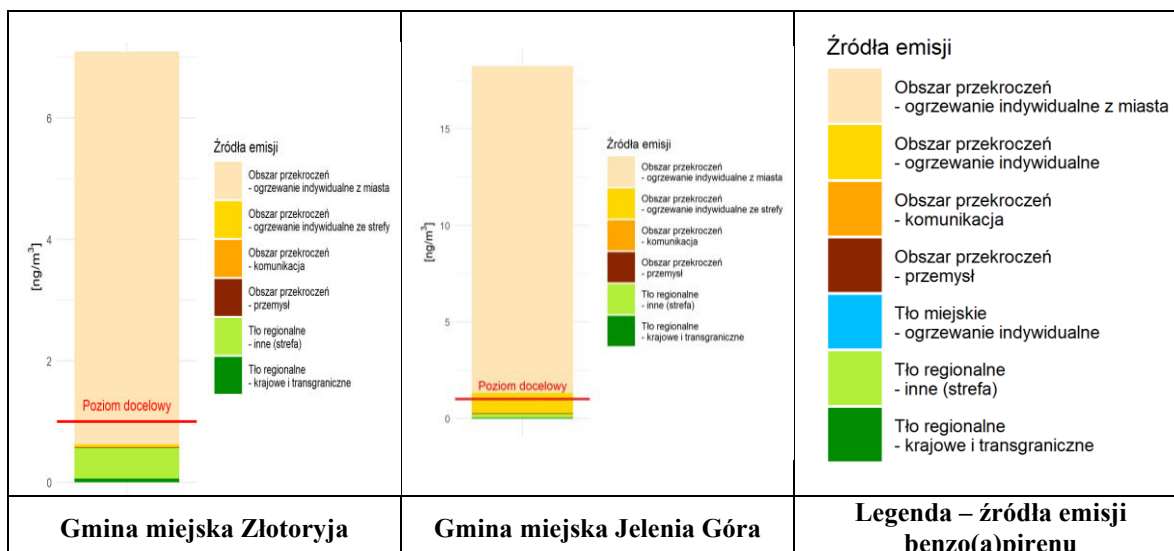 6
4
2
0
[ng/m³]
Poziom docelowy
Źródła emisji
Obszar przekroczeń
- ogrzewanie indywidualne z miasta
Obszar przekroczeń
- ogrzewanie indywidualne ze strefy
Obszar przekroczeń
- komunikacja
Obszar przekroczeń
- przemysł
Tło regionalne
- inne (strefa)
Tło regionalne
- krajowe i transgraniczne
Gmina miejska Złotoryja
15
10
5
0
[ng/m³]
Poziom docelowy
Źródła emisji
Obszar przekroczeń
- ogrzewanie indywidualne z miasta
Obszar przekroczeń
- ogrzewanie indywidualne ze strefy
Obszar przekroczeń
- komunikacja
Obszar przekroczeń
- przemysł
Tło regionalne
- inne (strefa)
Tło regionalne
- krajowe i transgraniczne
Gmina miejska Jelenia Góra
Źródła emisji
Obszar przekroczeń
- ogrzewanie indywidualne z miasta
Obszar przekroczeń
- ogrzewanie indywidualne
Obszar przekroczeń
- komunikacja
Obszar przekroczeń
- przemysł
Tło miejskie
- ogrzewanie indywidualne
Tło regionalne
- inne (strefa)
Tło regionalne
- krajowe i transgraniczne
Legenda – źródła emisji
benzo(a)pirenu